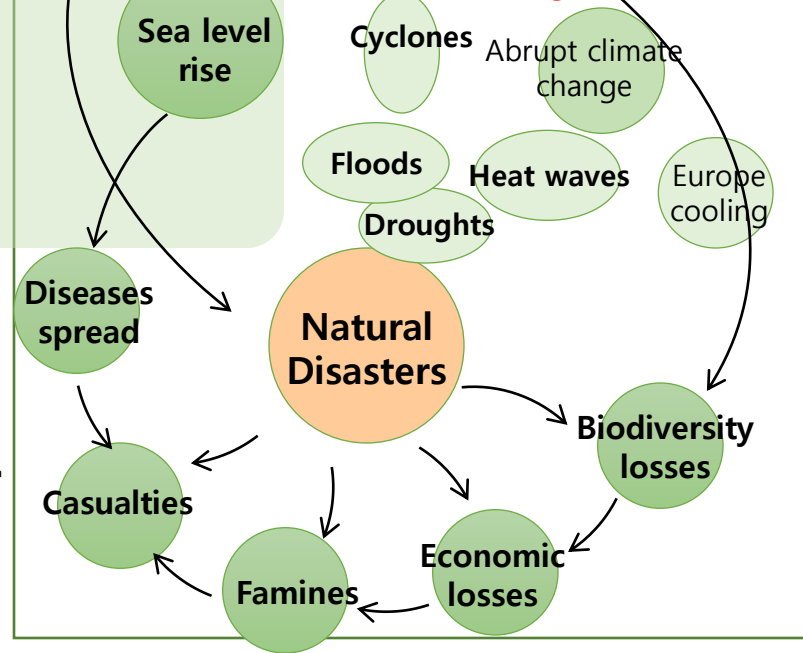 Sea level
rise
Cyclones
Abrupt climate
change
Floods
Heat waves
Europe
cooling
Droughts
Diseases
spread
Natural
Disasters
Biodiversity
losses
Casualties
Economic
losses
Famines